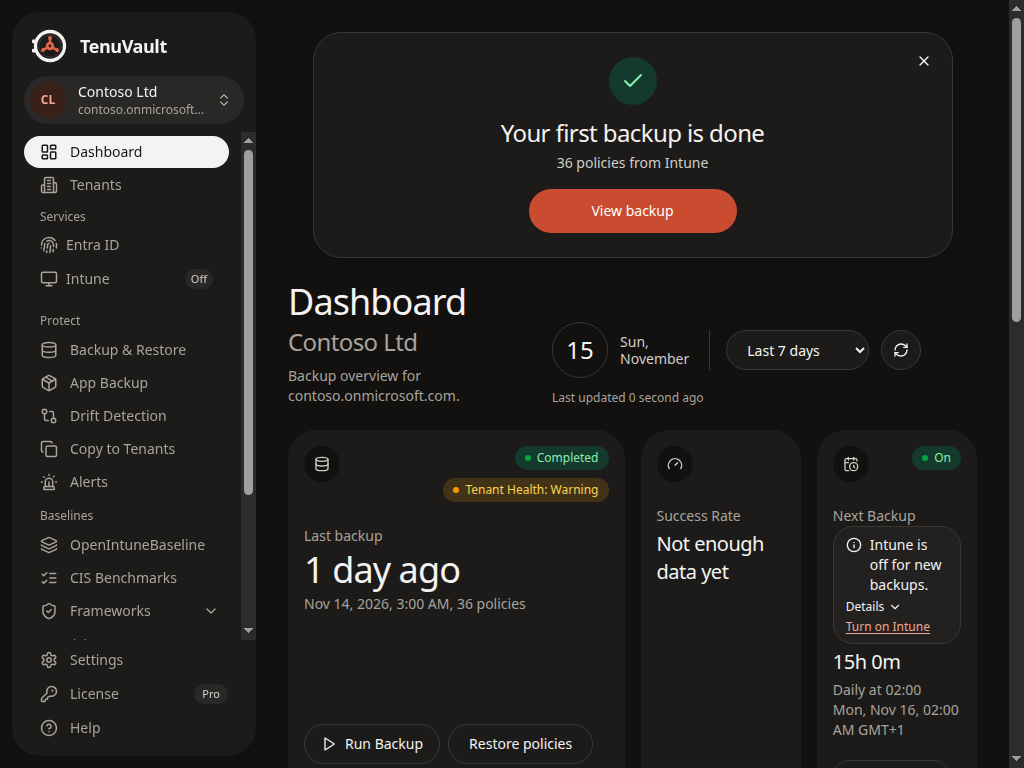 TenuVault
CL
Contoso Ltd
contoso.onmicrosoft...
Dashboard
Tenants
Services
Entra ID
Intune
Off
Protect
Backup & Restore
App Backup
Drift Detection
Copy to Tenants
Alerts
Baselines
OpenIntuneBaseline
CIS Benchmarks
Frameworks
Settings
License
Pro
Help
Your first backup is done
36 policies from Intune
View backup
Dashboard
Contoso Ltd
Backup overview for
contoso.onmicrosoft.com.
15
Sun,
November
Last 7 days
Last updated 0 second ago
Completed
Tenant Health: Warning
Last backup
1 day ago
Nov 14, 2026, 3:00 AM, 36 policies
Run Backup
Restore policies
Success Rate
Not enough
data yet
On
Next Backup
Intune is
off for new
backups.
Details
Turn on Intune
15h 0m
Daily at 02:00
Mon, Nov 16, 02:00
AM GMT+1